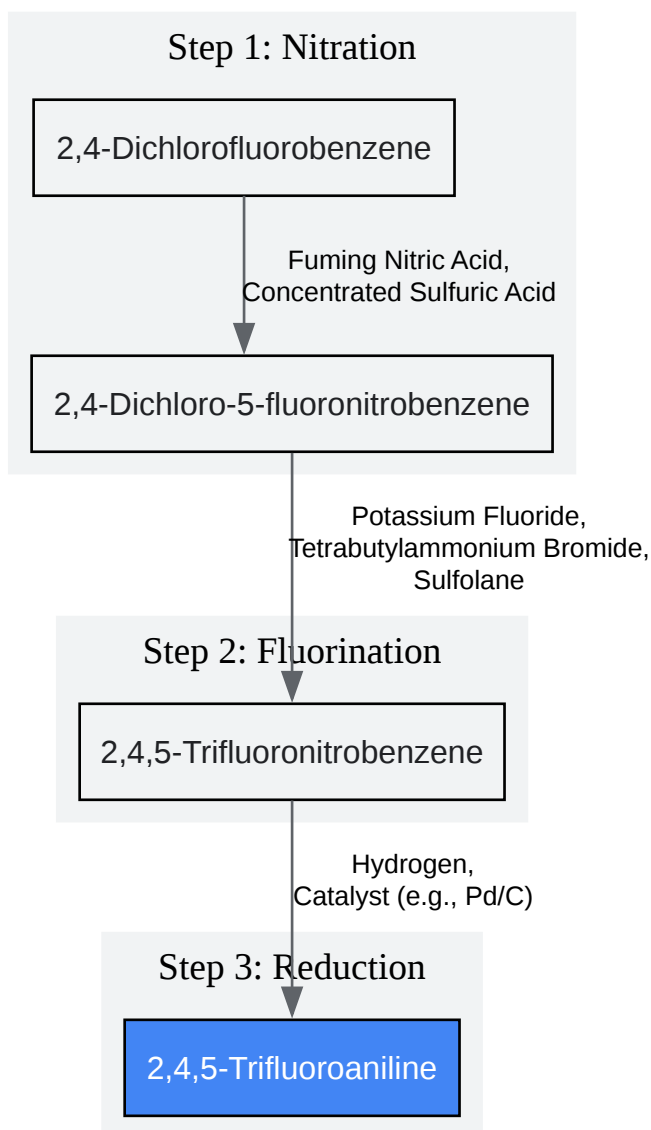 Step 1: Nitration
2,4-Dichlorofluorobenzene
Fuming Nitric Acid,
Concentrated Sulfuric Acid
2,4-Dichloro-5-fluoronitrobenzene
Potassium Fluoride,
Tetrabutylammonium Bromide,
Sulfolane
Step 2: Fluorination
2,4,5-Trifluoronitrobenzene
Hydrogen,
Catalyst (e.g., Pd/C)
Step 3: Reduction
2,4,5-Trifluoroaniline